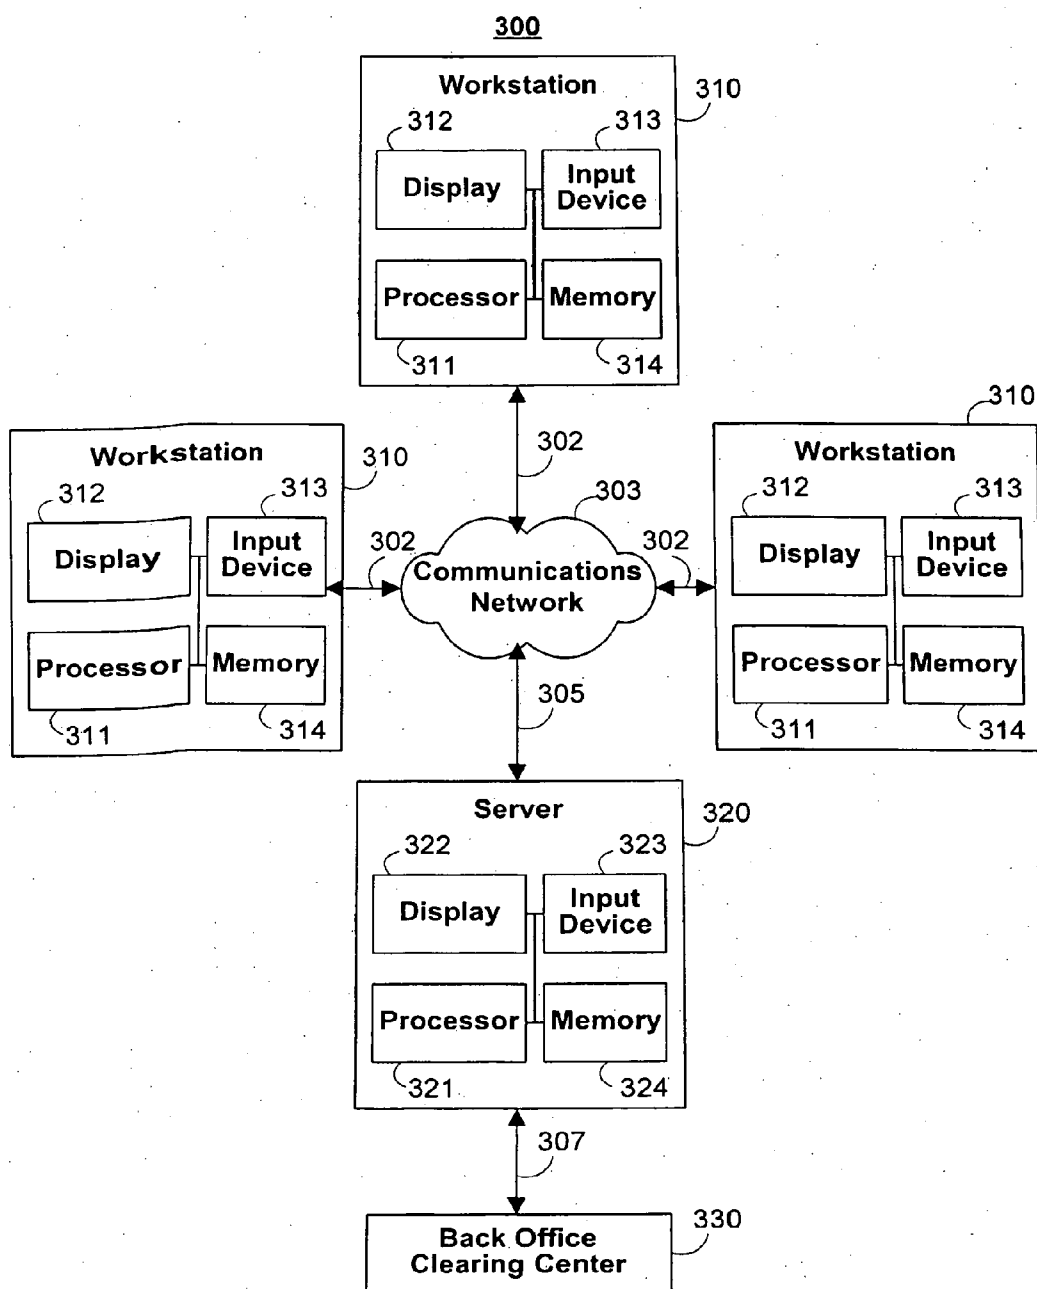 300
Workstation
310
312
313
Display
Input
Device
Processor
Memory
311
314
302
Workstation
310
312
313
Display
Input
Device
Processor
Memory
311
314
302
303
Communications
Network
302
310
Workstation
312
313
Display
Input
Device
Processor
Memory
311
314
305
Server
320
322
323
Display
Input
Device
Processor
Memory
321
324
307
Back Office
Clearing Center
330